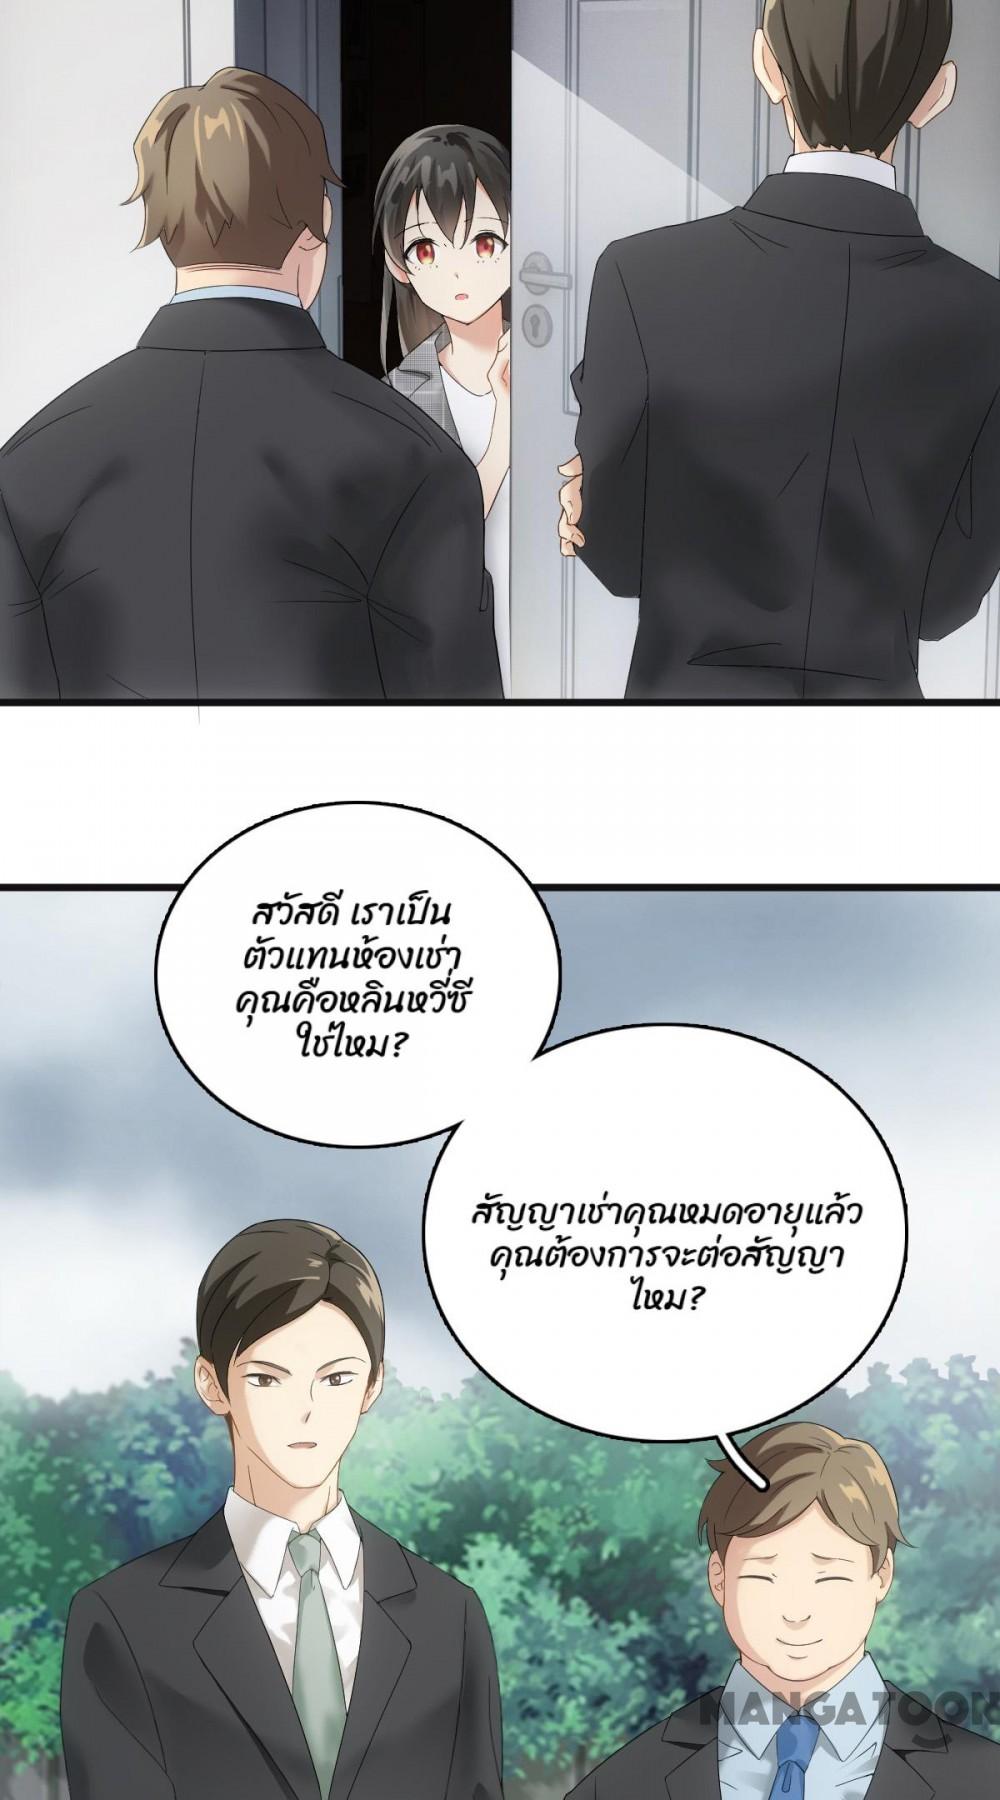 สวัสดี เราเป็น
ตัวแทนห้องเช่า
คุณคือหลินหวี่ซี
ใช่ไหม?
สัญญาเช่าคุณหมดอายุแล้ว
คุณต้องการจะต่อสัญญา
ไหม?
MANGATOON